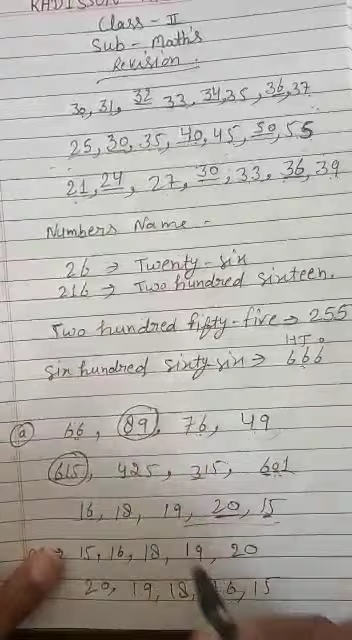 Class - II
Sub - Math's
Revision
30, 31, 32 33, 34, 35, 36, 37
25, 30, 35, 40, 45, 50, 55
21, 24, 27, 30, 33, 36, 39
Numbers Name -
26 → Twenty-six
216 → Two hundred sixteen.
Two hundred fifty-five → 255
H T O
Six hundred sixty six → 666
(a) 66, 89, 76, 49
615, 425, 315, 601
16, 18, 19, 20, 15
→ 15, 16, 18, 19, 20
20, 19, 18, 16, 15